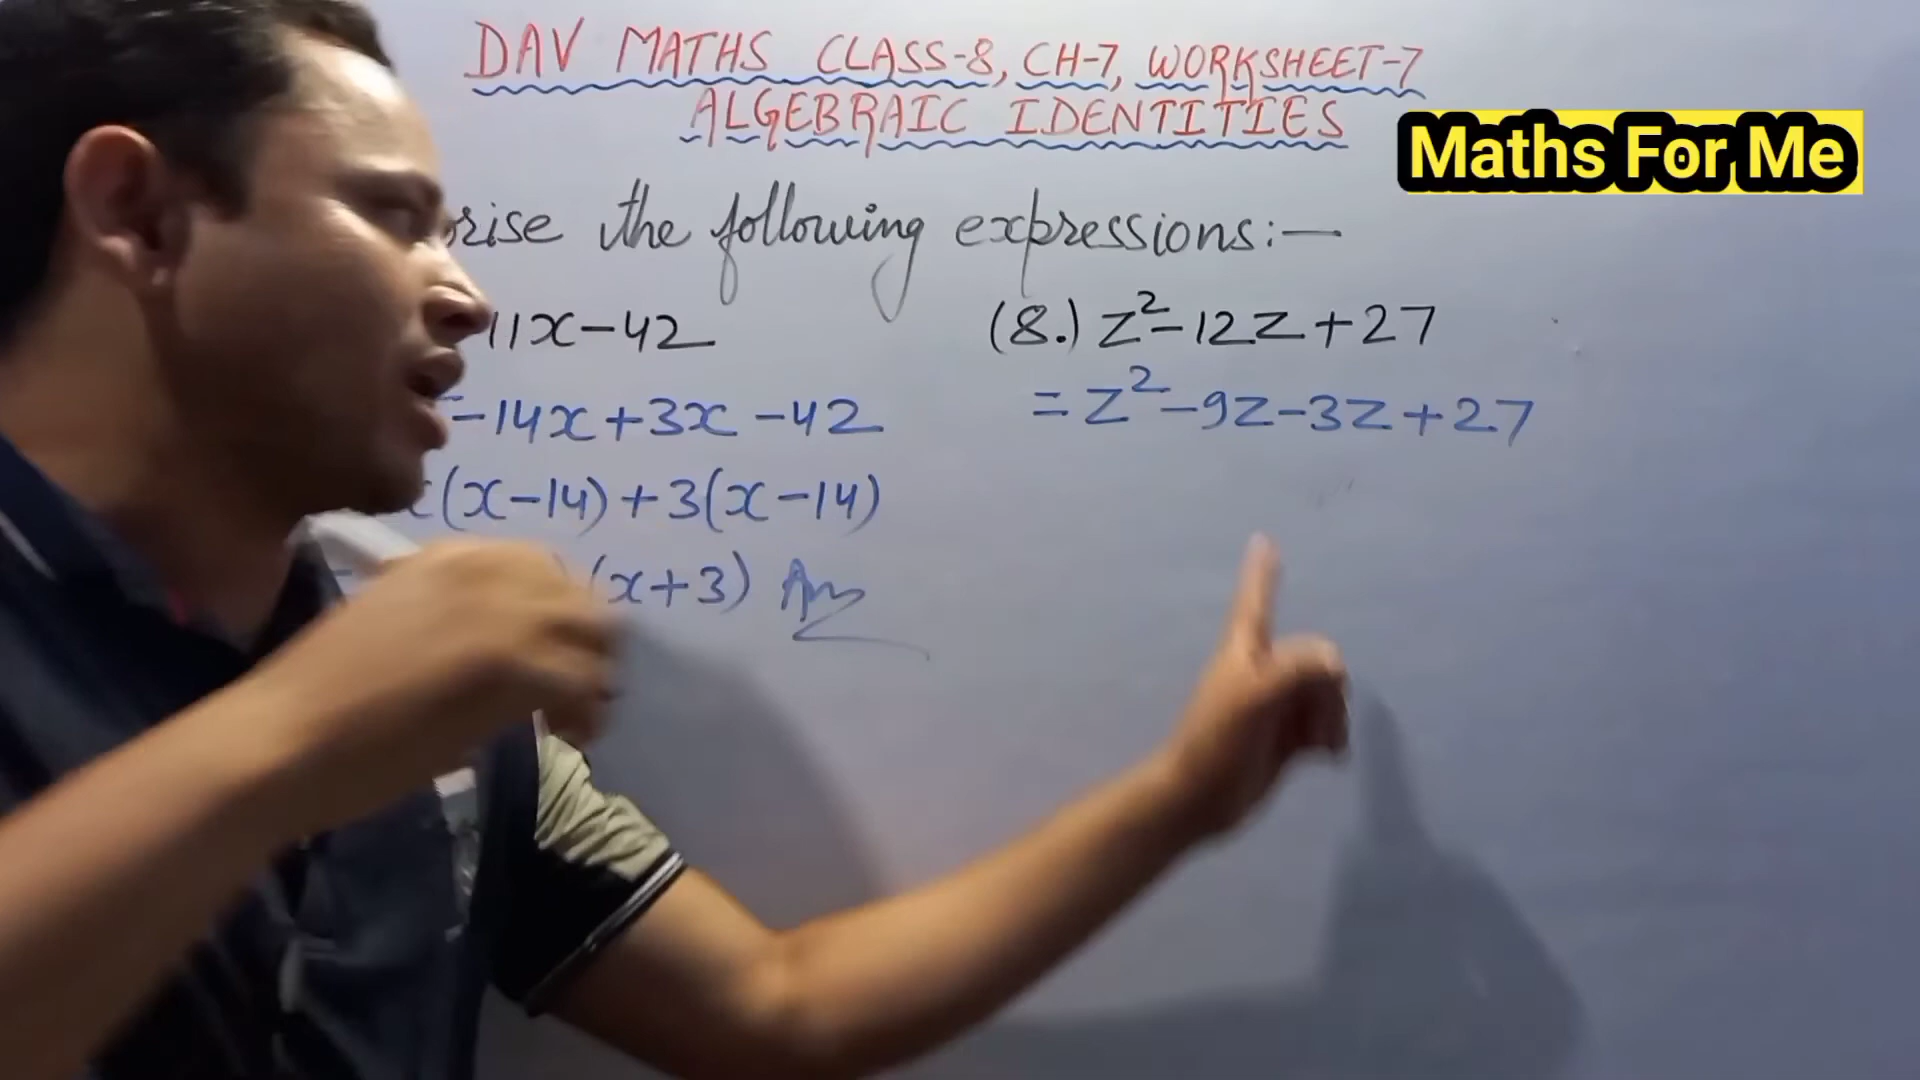 DAV MATHS CLASS-8, CH-7, WORKSHEET-7
ALGEBRAIC IDENTITIES
Maths For Me
rise the following expressions:—
11x-42
-14x+3x-42
(x-14)+3(x-14)
(x+3) Ans
(8.) z²-12z+27
= z²-9z-3z+27